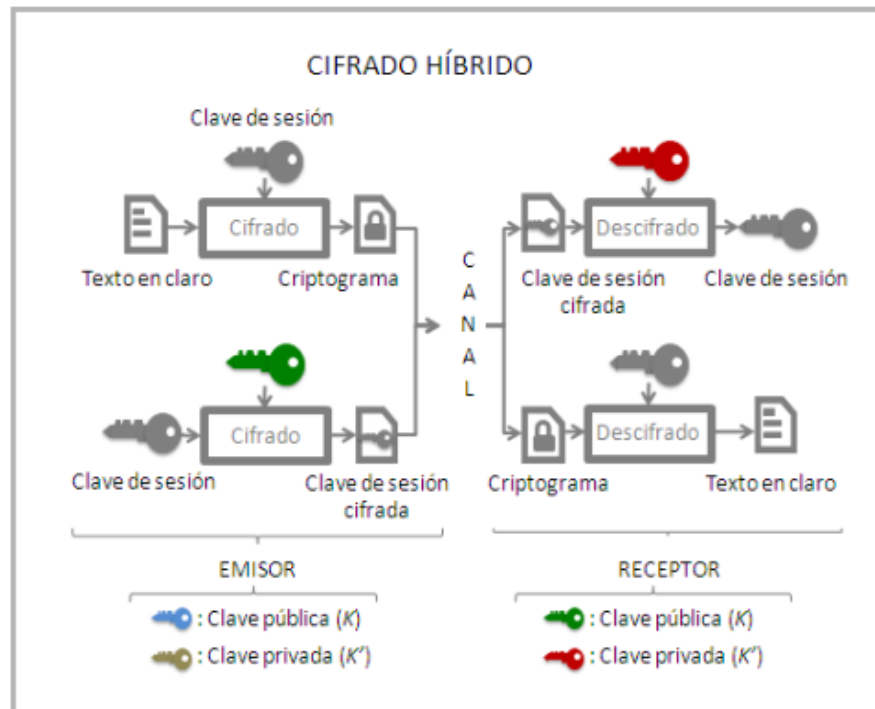 CIFRADO HÍBRIDO
Clave de sesión
Cifrado
Texto en claro
Criptograma
Clave de sesión
Cifrado
Clave de sesión
cifrada
C
A
N
A
L
Descifrado
Clave de sesión
cifrada
Clave de sesión
Descifrado
Criptograma
Texto en claro
EMISOR
: Clave pública (K)
: Clave privada (K')
RECEPTOR
: Clave pública (K)
: Clave privada (K')